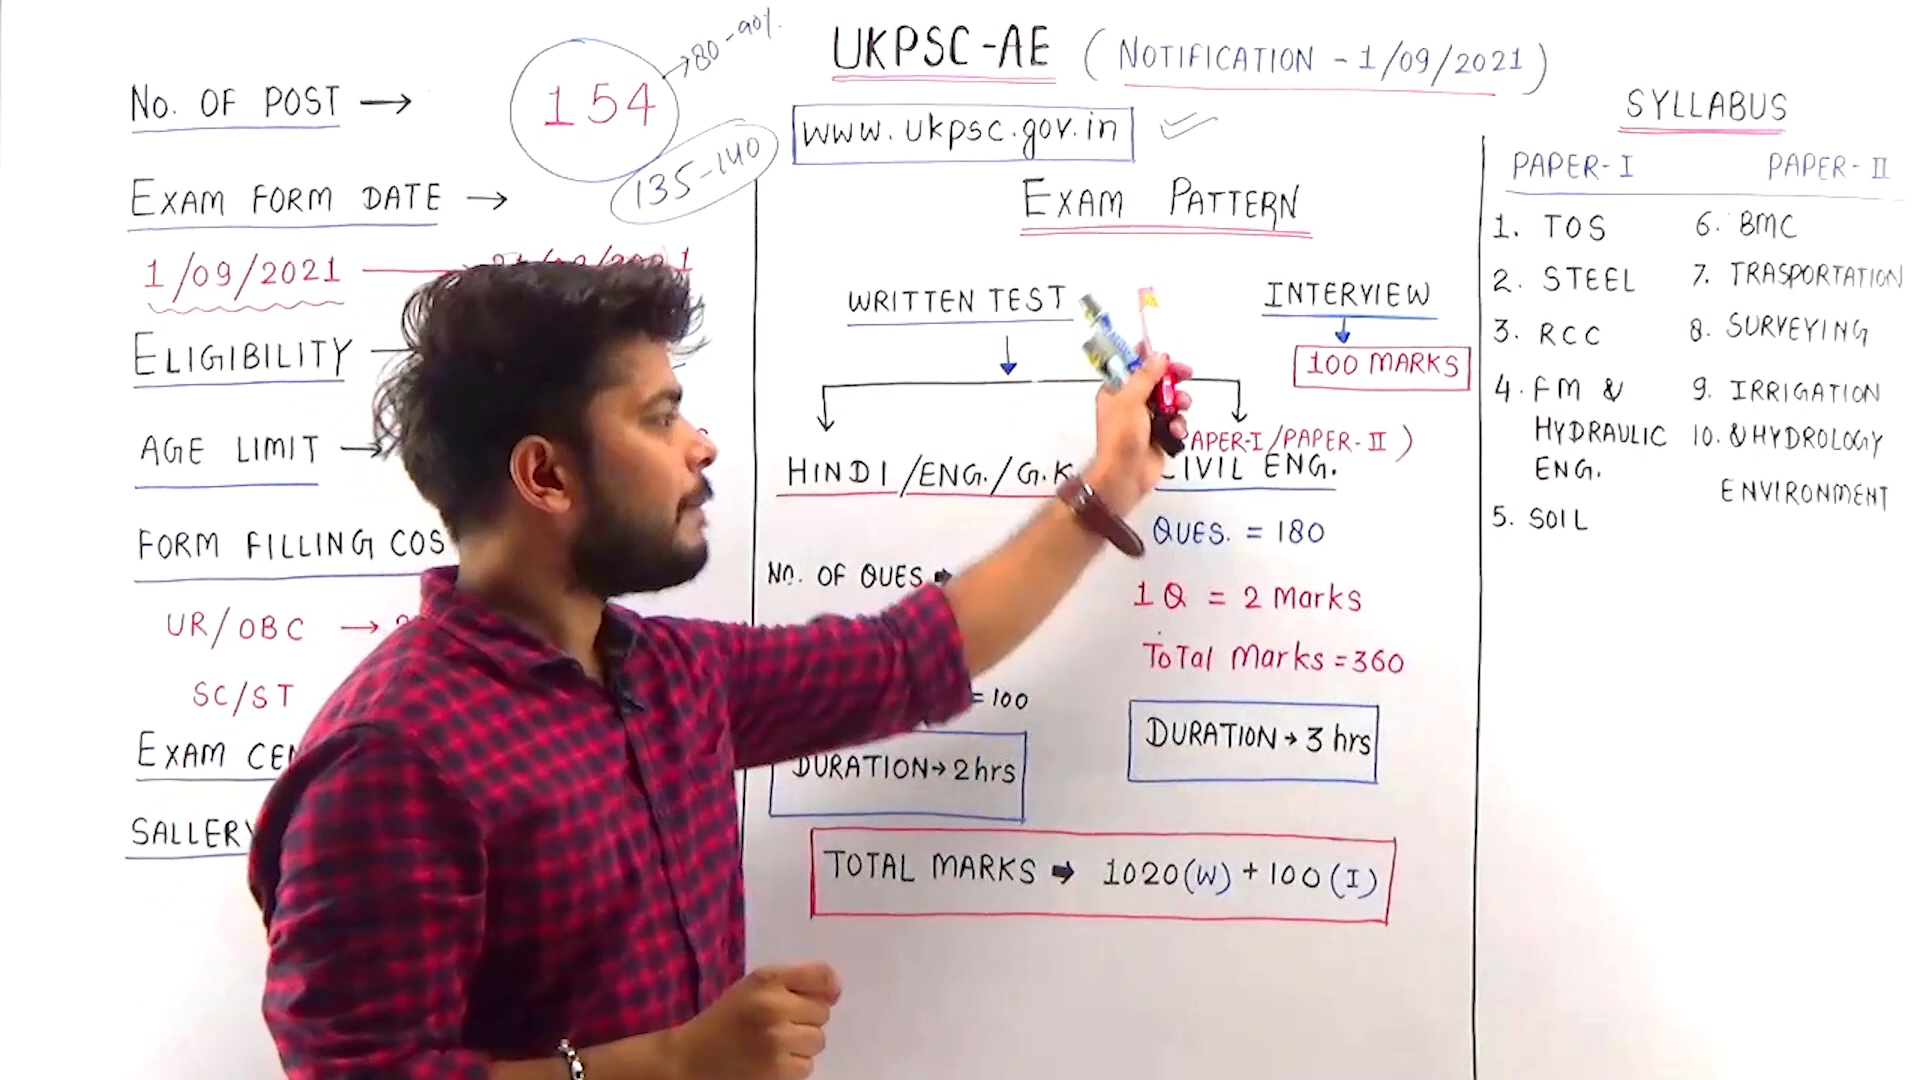 No. OF POST →
154
→80-90%
135-140
EXAM FORM DATE →
1/09/2021
ELIGIBILITY
AGE LIMIT →
FORM FILLING COS
UR/OBC →
SC/ST
EXAM CE
SALLERY
UKPSC-AE (NOTIFICATION - 1/09/2021)
www.ukpsc.gov.in
EXAM PATTERN
WRITTEN TEST
INTERVIEW
100 MARKS
HINDI/ENG./G.K
APER-I/PAPER-II)
CIVIL ENG.
NO. OF QUES
= 100
DURATION→2hrs
QUES. = 180
1 Q = 2 Marks
Total Marks = 360
DURATION→3 hrs
TOTAL MARKS → 1020(W) + 100(I)
SYLLABUS
PAPER-I
1. TOS
2. STEEL
3. RCC
4. FM &
HYDRAULIC
ENG.
5. SOIL
PAPER-II
6. BMC
7. TRASPORTATION
8. SURVEYING
9. IRRIGATION
10. & HYDROLOGY
ENVIRONMENT